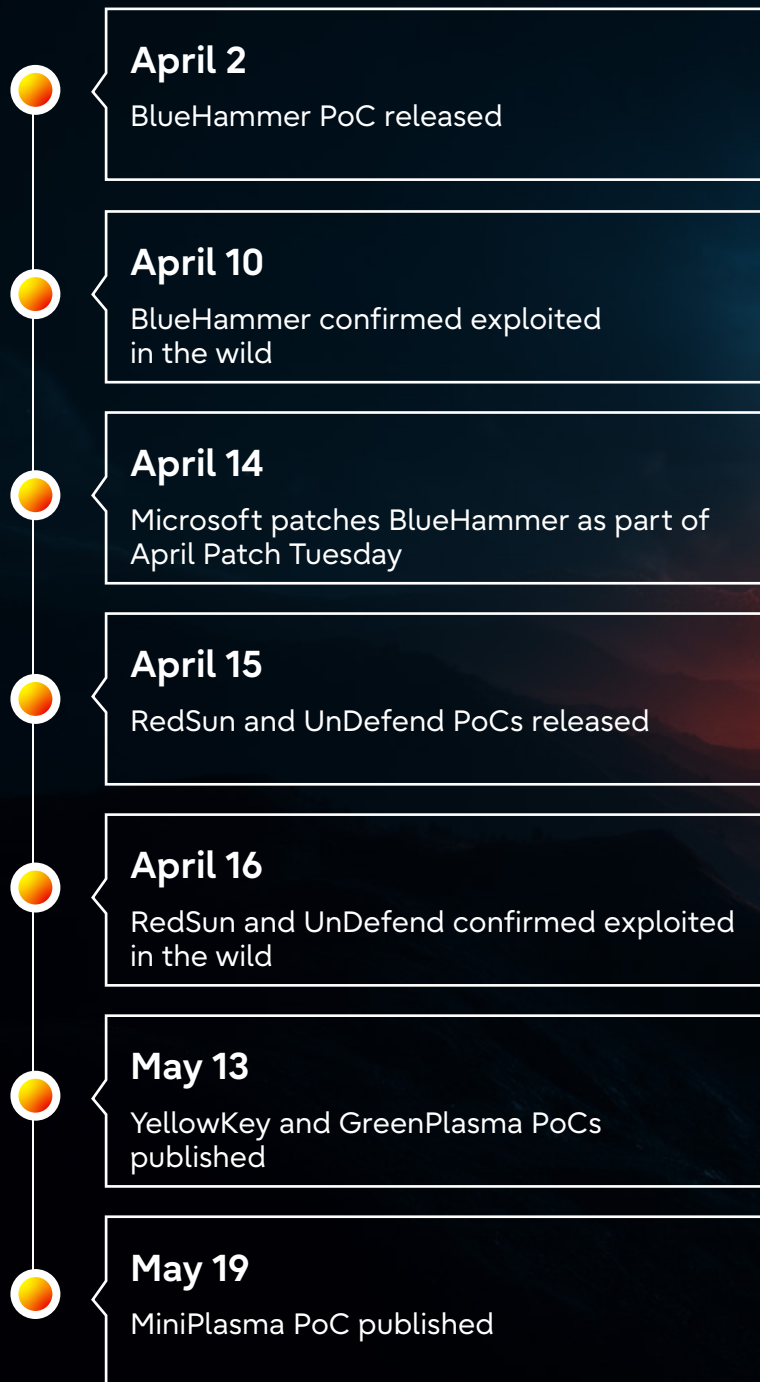 April 2
BlueHammer PoC released
April 10
BlueHammer confirmed exploited
in the wild
April 14
Microsoft patches BlueHammer as part of
April Patch Tuesday
April 15
RedSun and UnDefend PoCs released
April 16
RedSun and UnDefend confirmed exploited
in the wild
May 13
YellowKey and GreenPlasma PoCs
published
May 19
MiniPlasma PoC published